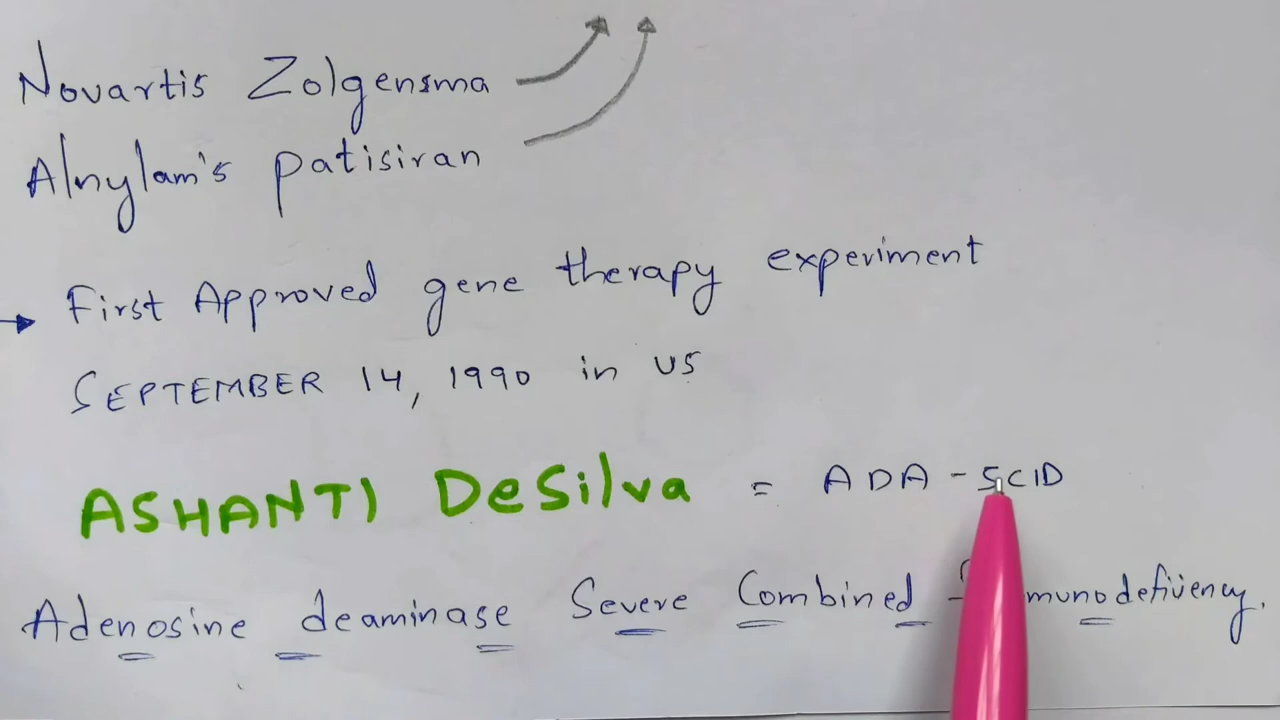 Novartis Zolgensma
Alnylam's patisiran
First Approved gene therapy experiment
SEPTEMBER 14, 1990 in US
ASHANTI DeSilva = ADA - SCID
Adenosine deaminase Severe Combined Immunodefiiency.